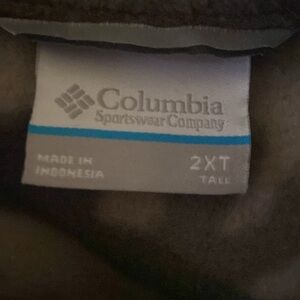 Columbia
Sportswear Company
MADE IN
INDONESIA
2XT
TALL